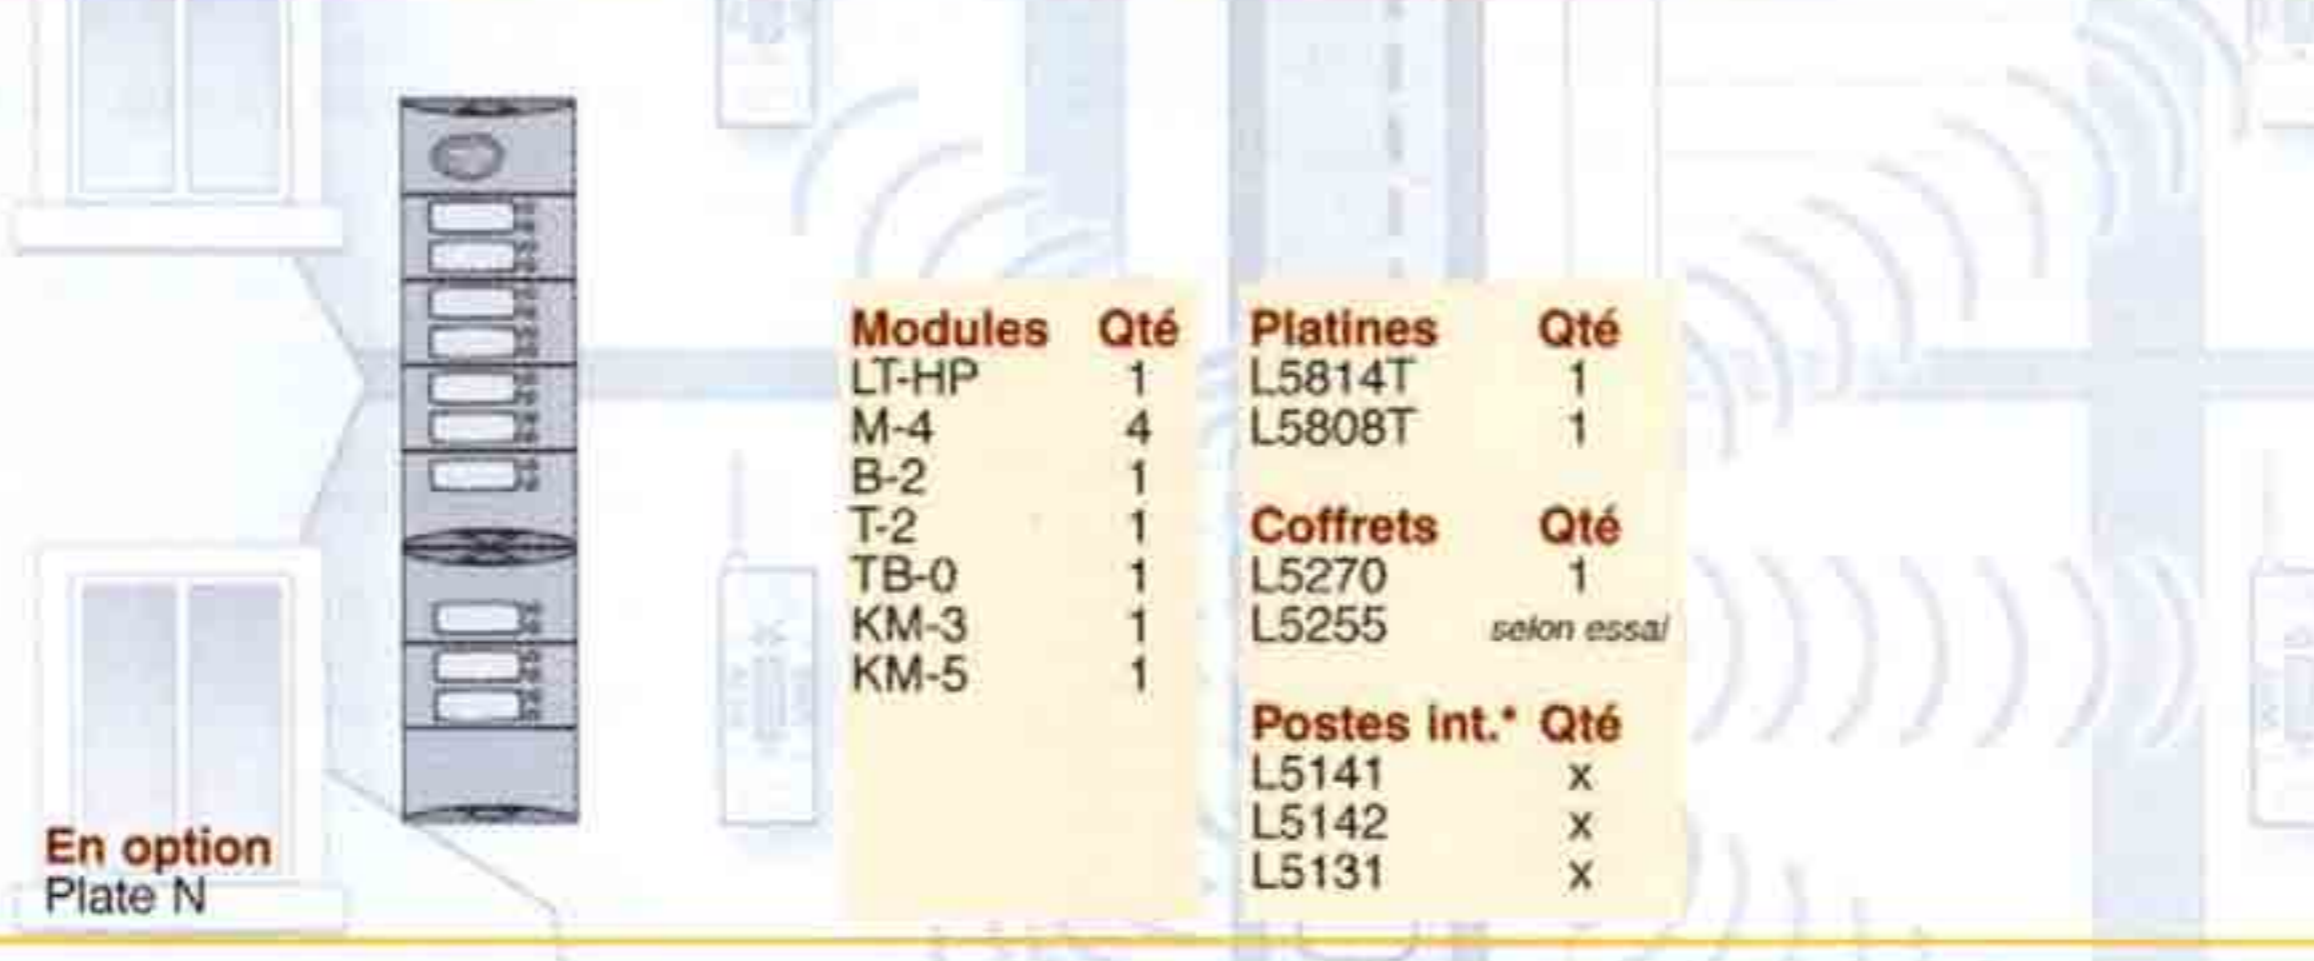 Modules Qté
LT-HP 1
M-4 4
B-2 1
T-2 1
TB-0 1
KM-3 1
KM-5 1
Platines Qté
L5814T 1
L5808T 1
Coffrets Qté
L5270 1
L5255 selon essai
Postes int.* Qté
L5141 x
L5142 x
L5131 x
En option
Plate N